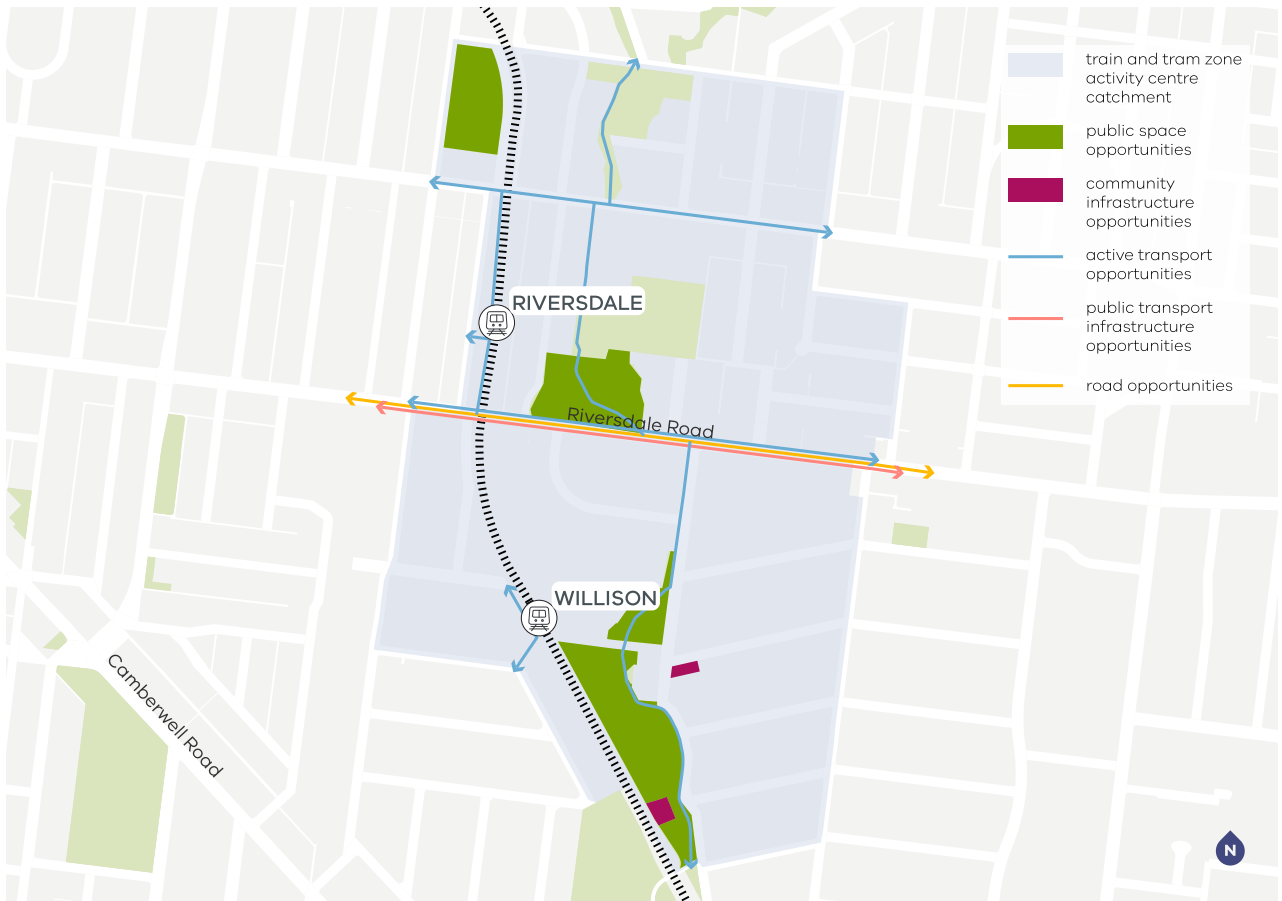 train and tram zone
activity centre
catchment
public space
opportunities
community
infrastructure
opportunities
active transport
opportunities
public transport
infrastructure
opportunities
road opportunities
RIVERSDALE
Riversdale Road
WILLISON
Camberwell Road
N